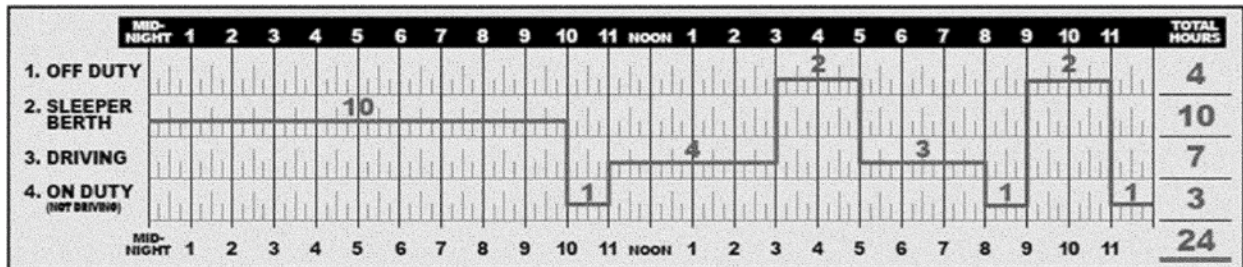 MID-NIGHT 1 2 3 4 5 6 7 8 9 10 11 NOON 1 2 3 4 5 6 7 8 9 10 11 TOTAL HOURS
1. OFF DUTY 2 2 4
2. SLEEPER BERTH 10 10
3. DRIVING 4 3 7
4. ON DUTY (NOT DRIVING) 1 1 1 3
MID-NIGHT 1 2 3 4 5 6 7 8 9 10 11 NOON 1 2 3 4 5 6 7 8 9 10 11 24